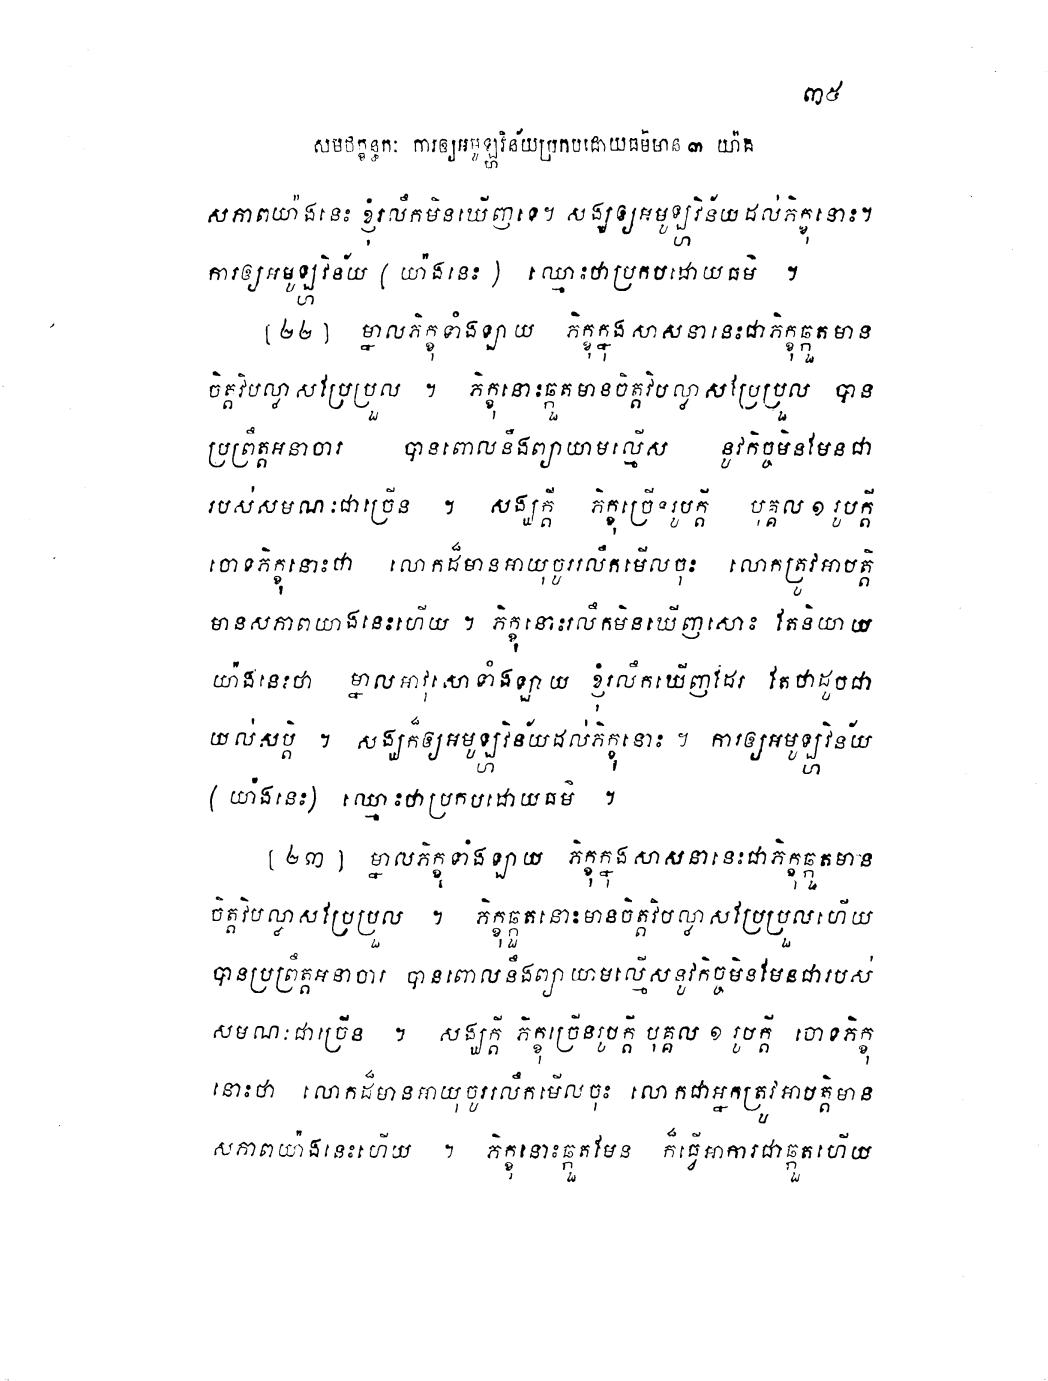 ៣៥
សមថក្ខន្ធកៈ ការឲ្យអមូឡ្ហវិន័យប្រកបដោយធម៌មាន ៣ យ៉ាង
សភាពយ៉ាងនេះ ខ្ញុំរលឹកមិនឃើញទេ។ សង្ឃឲ្យអមូឡ្ហវិន័យដល់ភិក្ខុនោះ។
ការឲ្យអមូឡ្ហវិន័យ ( យ៉ាងនេះ ) ឈ្មោះថាប្រកបដោយធម៌ ។
[ ២២ ] ម្នាលភិក្ខុទាំងឡាយ ភិក្ខុក្នុងសាសនានេះជាភិក្ខុឆ្កួតមាន
ចិត្តវិបល្លាសប្រែប្រួល ។ ភិក្ខុនោះឆ្កួតមានចិត្តវិបល្លាសប្រែប្រួល បាន
ប្រព្រឹត្តអនាចារ បានពោលនឹងព្យាយាមល្មើស នូវកិច្ចមិនមែនជា
របស់សមណៈជាច្រើន ។ សង្ឃក្តី ភិក្ខុច្រើនរូបក្តី បុគ្គល ១ រូបក្តី
ចោទភិក្ខុនោះថា លោកដ៏មានអាយុចូររលឹកមើលចុះ លោកត្រូវអាបត្តិ
មានសភាពយាងនេះហើយ ។ ភិក្ខុនោះរលឹកមិនឃើញសោះ តែនិយាយ
យ៉ាងនេះថា ម្នាលអាវុសោទាំងឡាយ ខ្ញុំរលឹកឃើញដែរ តែថាដូចជា
យល់សប្តិ ។ សង្ឃក៏ឲ្យអមូឡ្ហវិន័យដល់ភិក្ខុនោះ ។ ការឲ្យអមូឡ្ហវិន័យ
( យ៉ាងនេះ) ឈ្មោះថាប្រកបដោយធម៌ ។
[ ២៣ ] ម្នាលភិក្ខុទាំងឡាយ ភិក្ខុក្នុងសាសនានេះជាភិក្ខុឆ្កួតមាន
ចិត្តវិបល្លាសប្រែប្រួល ។ ភិក្ខុឆ្កួតនោះមានចិត្តវិបល្លាសប្រែប្រួលហើយ
បានប្រព្រឹត្តអនាចារ បានពោលនឹងព្យាយាមល្មើសនូវកិច្ចមិនមែនជារបស់
សមណៈជាច្រើន ។ សង្ឃក្តី ភិក្ខុច្រើនរូបក្តី បុគ្គល ១ រូបក្តី ចោទភិក្ខុ
នោះថា លោកដ៏មានអាយុចូររលឹកមើលចុះ លោកជាអ្នកត្រូវអាបត្តិមាន
សភាពយ៉ាងនេះហើយ ។ ភិក្ខុនោះឆ្កួតមែន ក៏ធ្វើអាការជាឆ្កួតហើយ